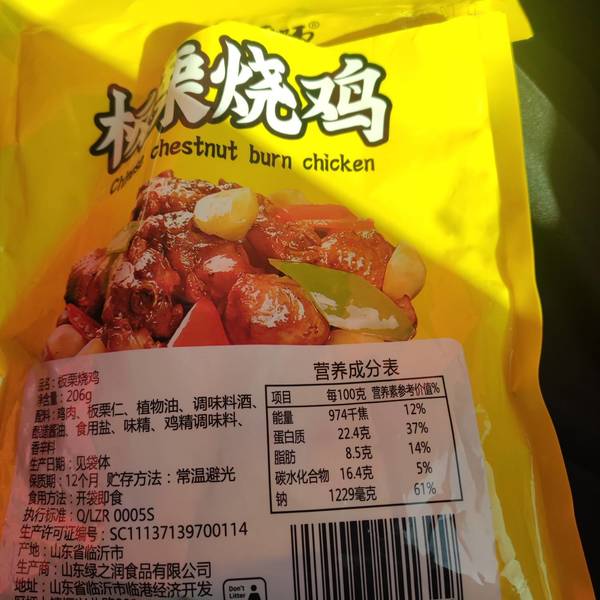 板栗烧鸡
Chinese chestnut burn chicken
品名:板栗烧鸡
净含量:206g
配料:鸡肉、板栗仁、植物油、调味料酒、
酿造酱油、食用盐、味精、鸡精调味料、
香辛料
生产日期:见袋体
保质期:12个月 贮存方法:常温避光
食用方法:开袋即食
执行标准:Q/LZR 0005S
生产许可证编号:SC11137139700114
产地:山东省临沂市
生产商:山东绿之润食品有限公司
地址:山东省临沂市临港经济开发
营养成分表
项目 每100克 营养素参考价值%
能量 974千焦 12%
蛋白质 22.4克 37%
脂肪 8.5克 14%
碳水化合物 16.4克 5%
钠 1229毫克 61%
Don't
Litter